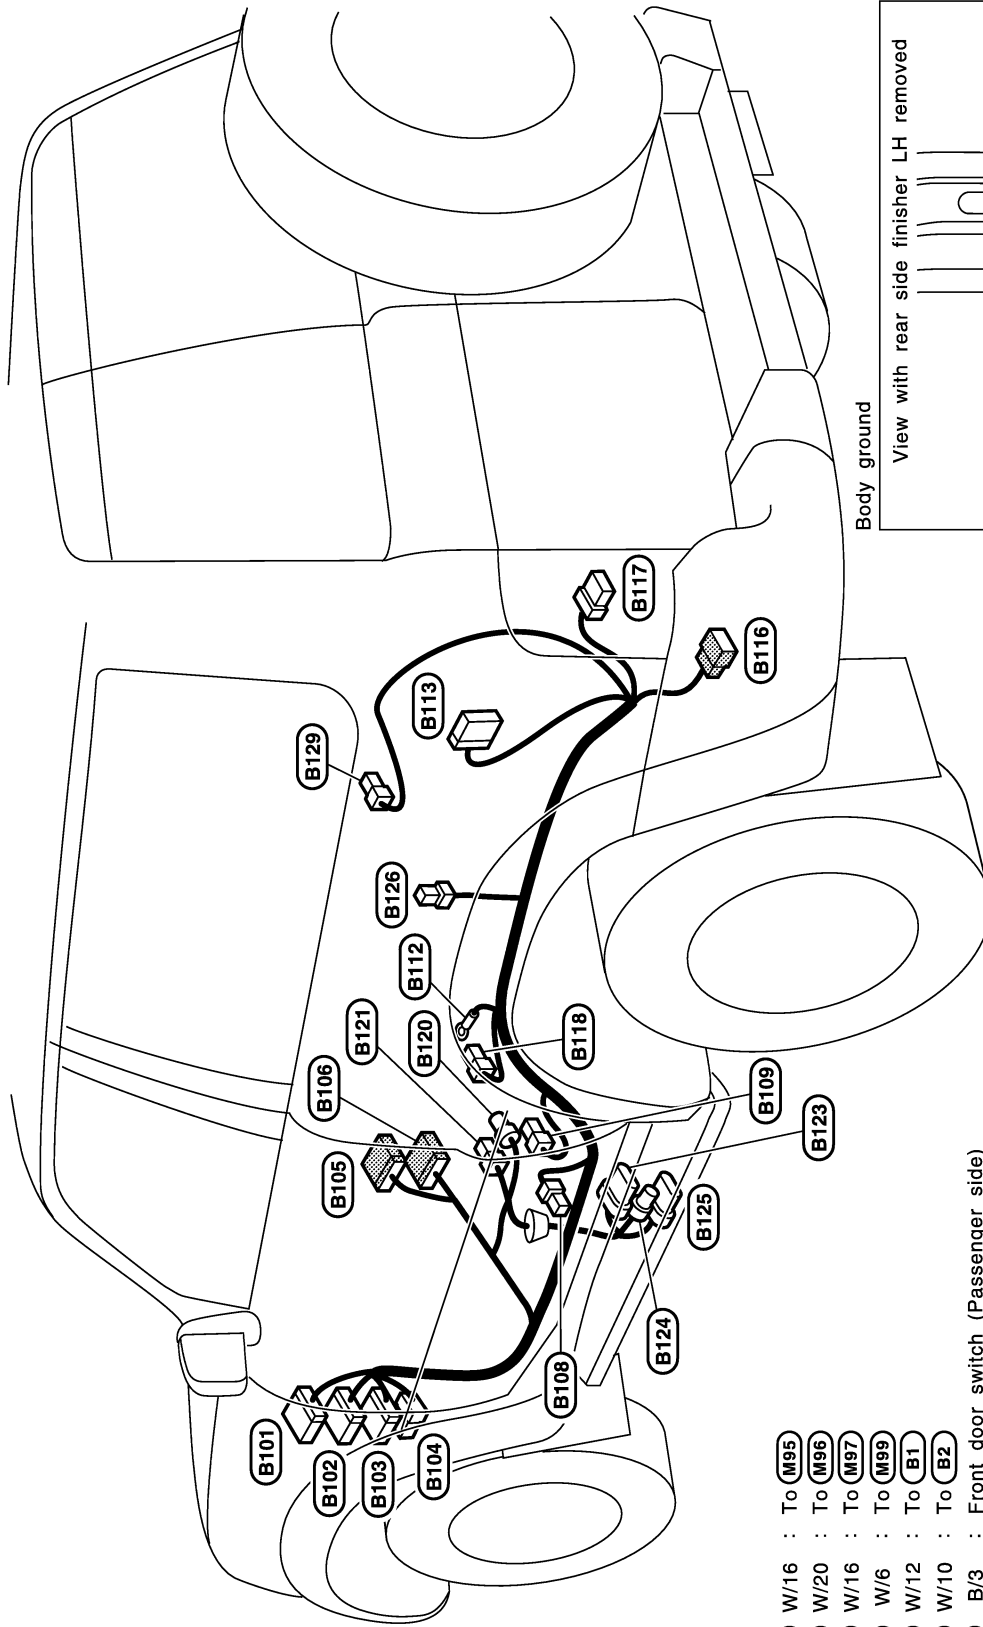 B129
B113
B117
B116
B126
B112
B121
B120
B118
B106
B105
B109
B123
B125
B124
B108
B101
B102
B103
B104
Body ground
View with rear side finisher LH removed
W/16 : To M95
W/20 : To M96
W/16 : To M97
W/6 : To M99
W/12 : To B1
W/10 : To B2
B/3 : Front door switch (Passenger side)